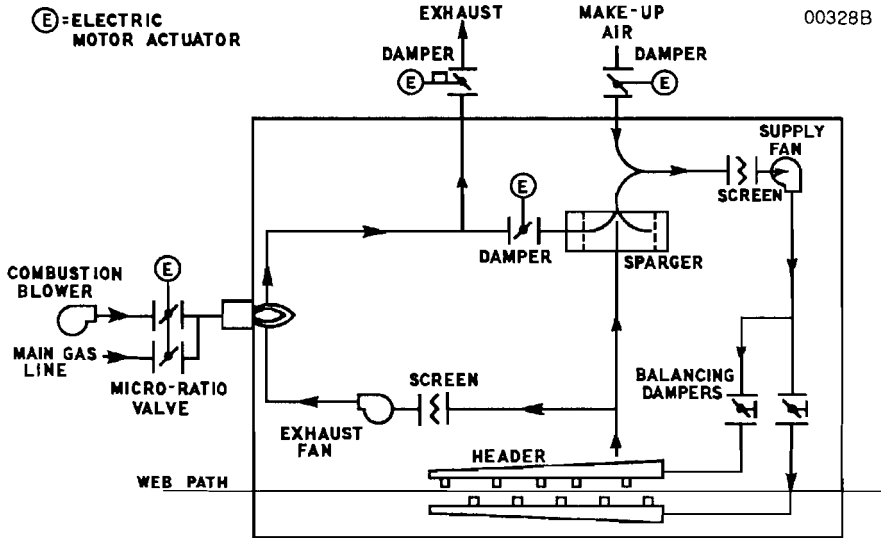 Ⓔ=ELECTRIC
MOTOR ACTUATOR
EXHAUST
MAKE-UP
AIR
00328B
DAMPER
E
DAMPER
E
SUPPLY
FAN
SCREEN
E
DAMPER
SPARGER
COMBUSTION
BLOWER
E
MAIN GAS
LINE
MICRO-RATIO
VALVE
SCREEN
EXHAUST
FAN
BALANCING
DAMPERS
HEADER
WEB PATH